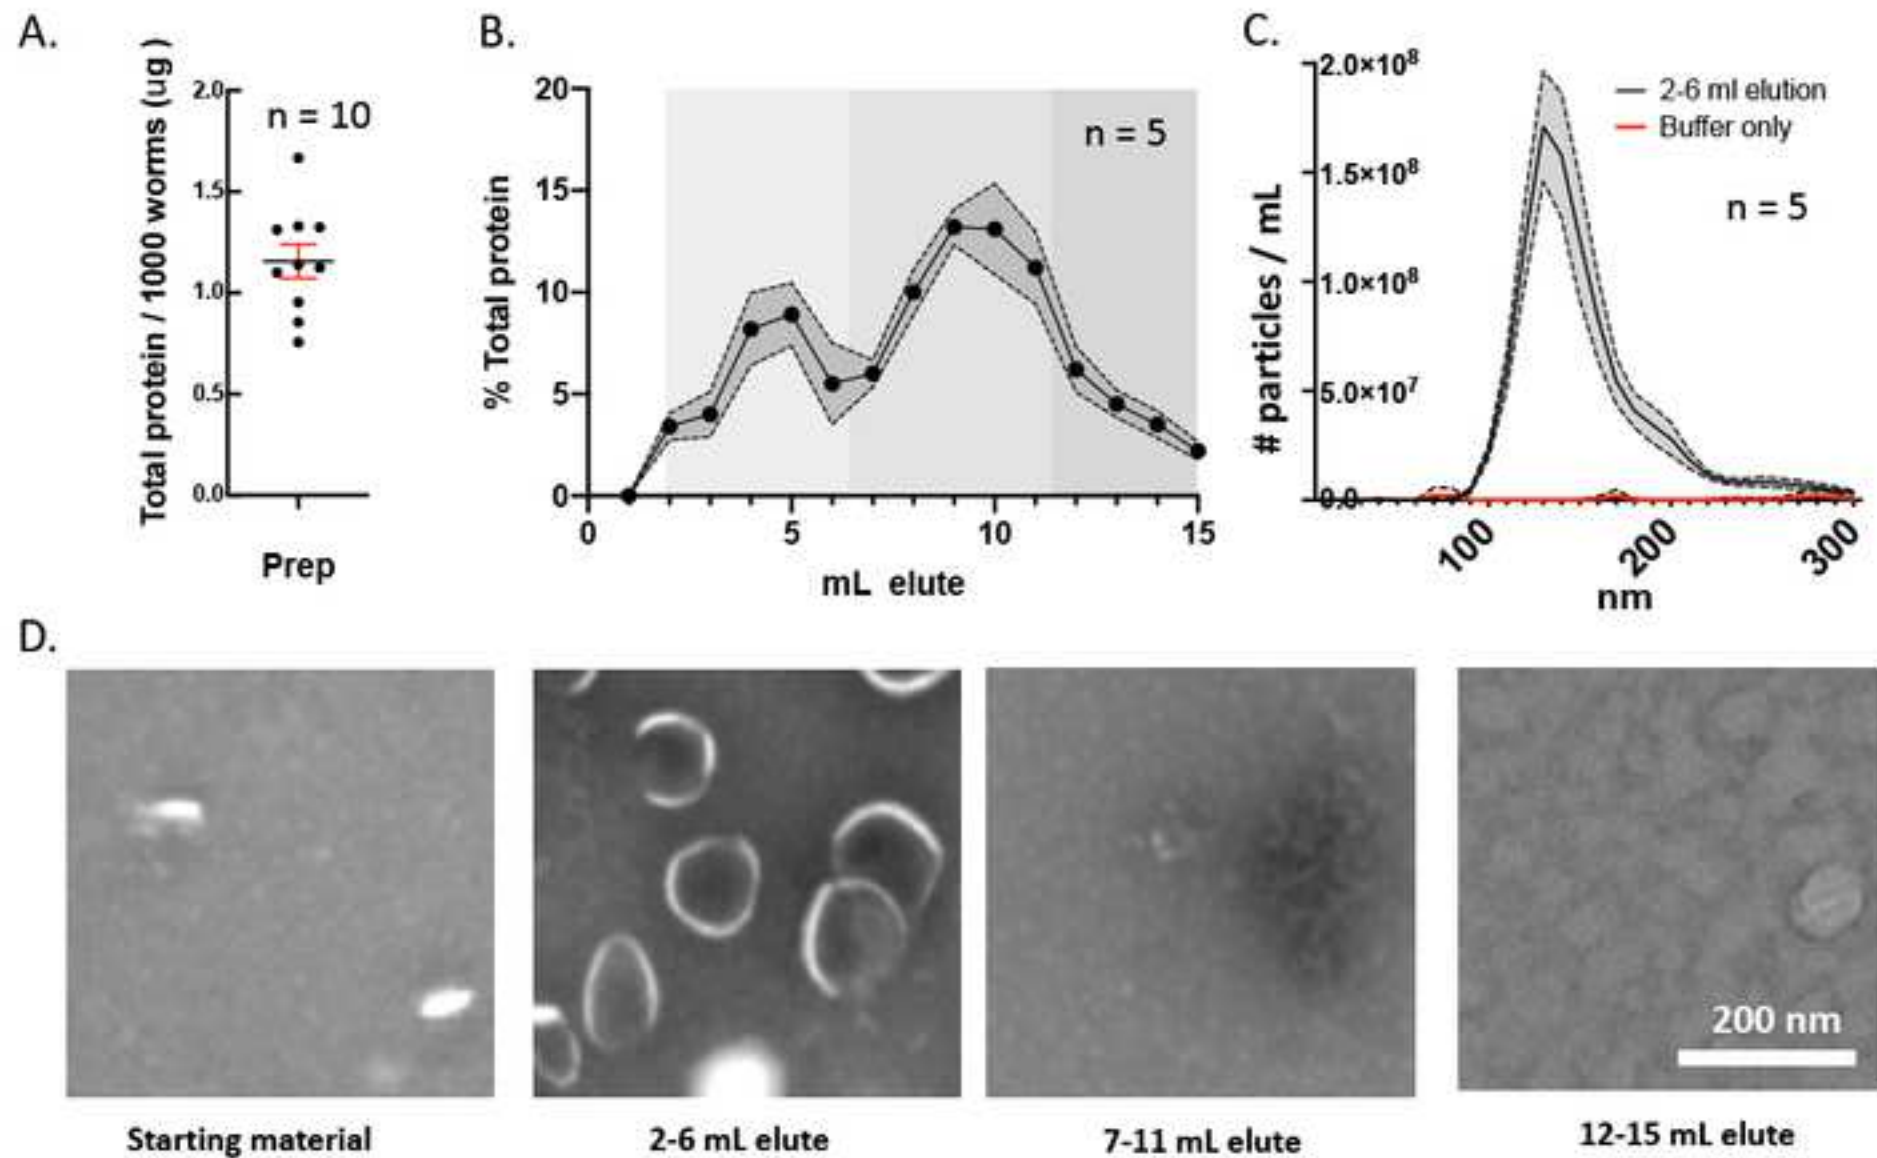 A.
Total protein / 1000 worms (ug )
2.0
1.5
1.0
0.5
0.0
n = 10
Prep
B.
% Total protein
20
15
10
5
0
n = 5
0 5 10 15
mL elute
C.
# particles / mL
2.0×10⁸
1.5×10⁸
1.0×10⁸
5.0×10⁷
0.0
2-6 ml elution
Buffer only
n = 5
100 200 300
nm
D.
200 nm
Starting material
2-6 mL elute
7-11 mL elute
12-15 mL elute